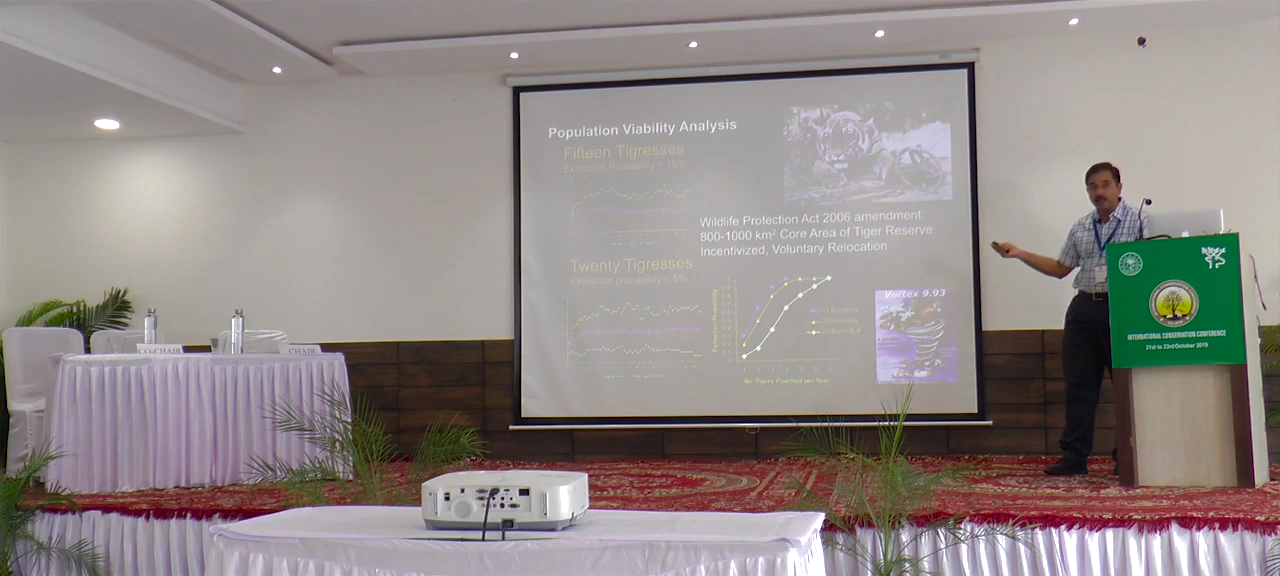 Population Viability Analysis
Fifteen Tigresses
Extinction Probability < 15%
Wildlife Protection Act 2006 amendment:
800-1000 km² Core Area of Tiger Reserve
Incentivized, Voluntary Relocation
Twenty Tigresses
Extinction probability < 5%
Extinction Probability
No. Tigers Poached per Year
Vortex 9.93
INTERNATIONAL CONSERVATION CONFERENCE
21st to 23rd October 2019
CO-CHAIR
CHAIR